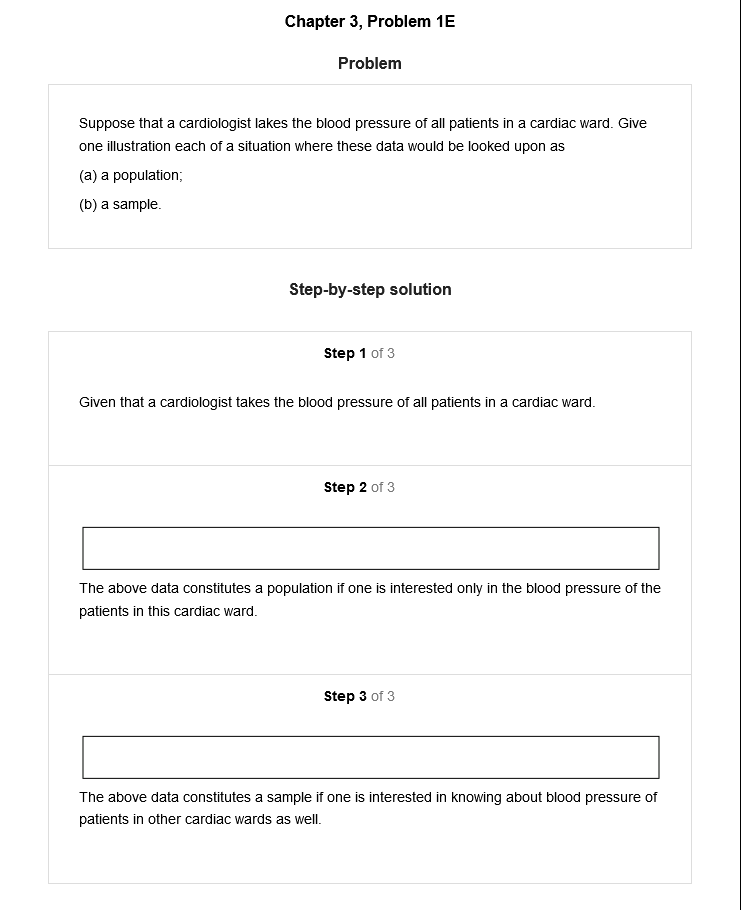 Chapter 3, Problem 1E
Problem
Suppose that a cardiologist lakes the blood pressure of all patients in a cardiac ward. Give
one illustration each of a situation where these data would be looked upon as
(a) a population;
(b) a sample.
Step-by-step solution
Step 1 of 3
Given that a cardiologist takes the blood pressure of all patients in a cardiac ward.
Step 2 of 3
The above data constitutes a population if one is interested only in the blood pressure of the
patients in this cardiac ward.
Step 3 of 3
The above data constitutes a sample if one is interested in knowing about blood pressure of
patients in other cardiac wards as well.